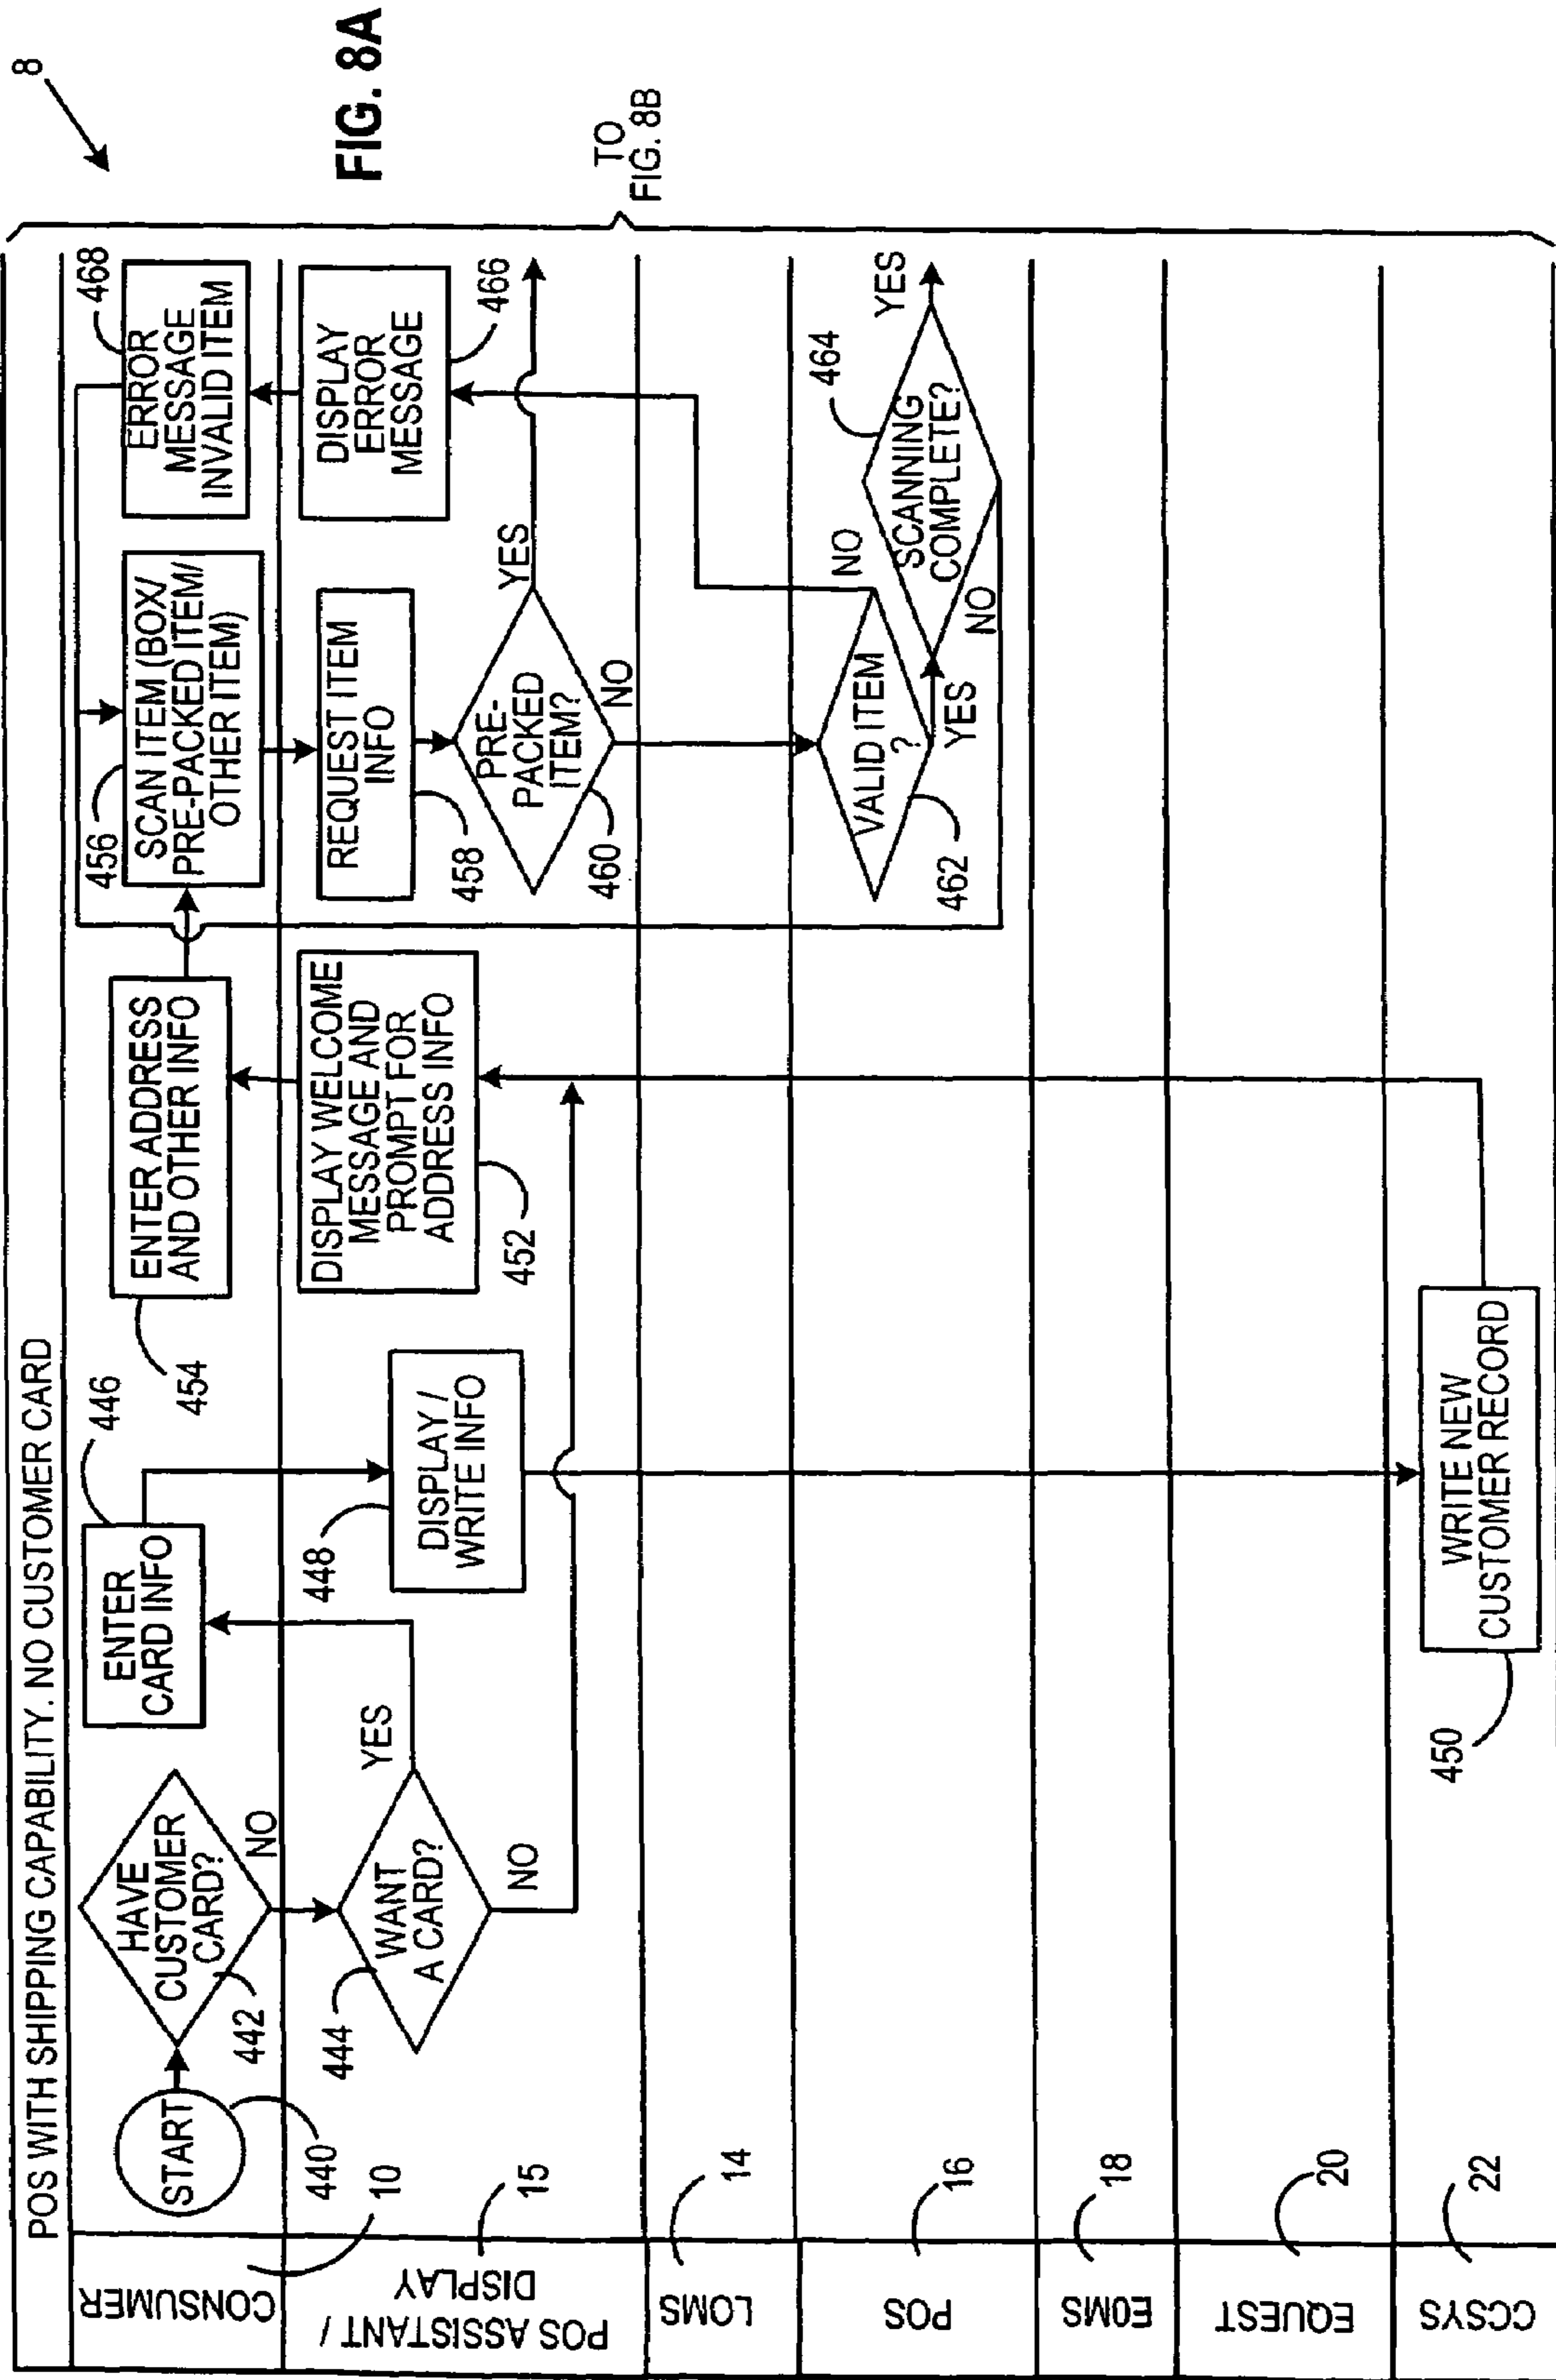 8
FIG. 8A
TO
FIG. 8B
POS WITH SHIPPING CAPABILITY. NO CUSTOMER CARD
CONSUMER
10
START
440
HAVE
CUSTOMER
CARD?
442
NO
ENTER
CARD INFO
446
ENTER ADDRESS
AND OTHER INFO
454
SCAN ITEM (BOX/
PRE-PACKED ITEM/
OTHER ITEM)
456
ERROR
MESSAGE
INVALID ITEM
468
POS ASSISTANT /
DISPLAY
15
WANT
A CARD?
444
YES
NO
DISPLAY /
WRITE INFO
448
DISPLAY WELCOME
MESSAGE AND
PROMPT FOR
ADDRESS INFO
452
REQUEST ITEM
INFO
458
PRE-
PACKED
ITEM?
460
YES
NO
DISPLAY
ERROR
MESSAGE
466
LOMS
14
POS
16
VALID ITEM
?
462
NO
YES
SCANNING
COMPLETE?
464
YES
NO
EOMS
18
EQUEST
20
CCSYS
22
WRITE NEW
CUSTOMER RECORD
450